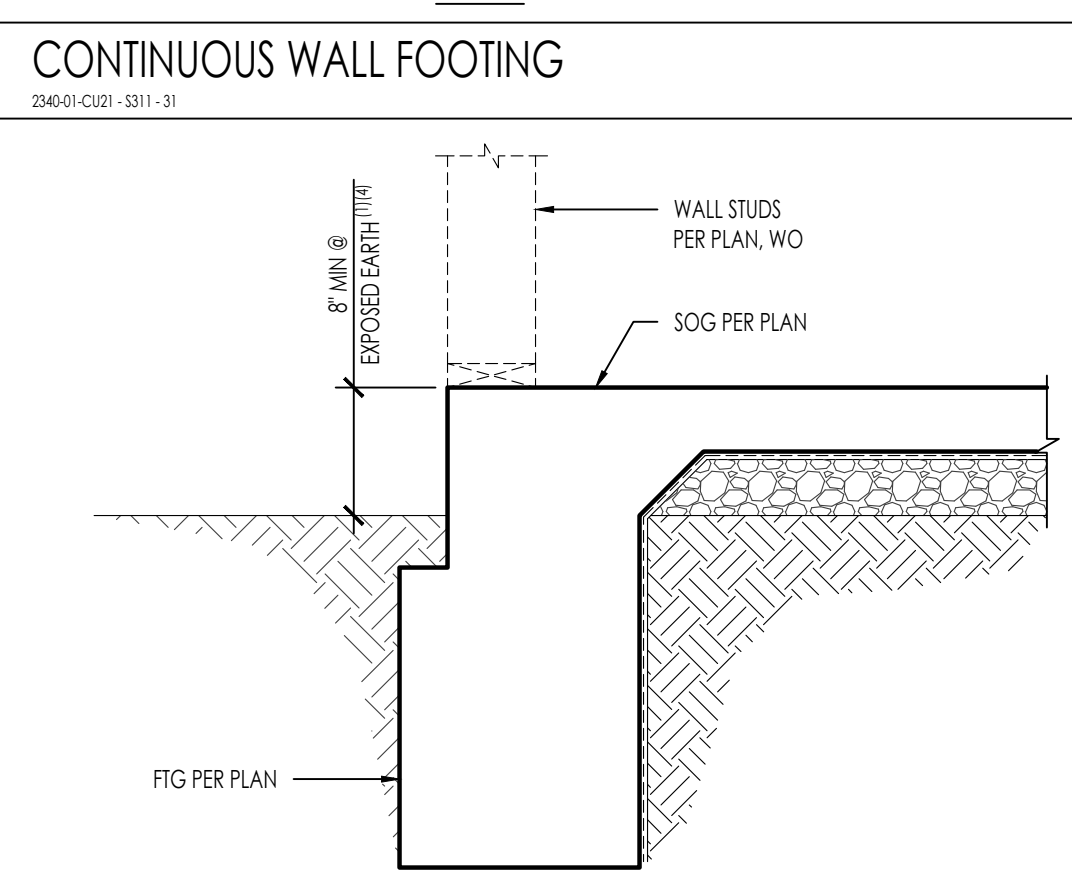 CONTINUOUS WALL FOOTING
2340-01-CU21 - S311 - 31
8" MIN @
EXPOSED EARTH (1)(4)
WALL STUDS
PER PLAN, WO
SOG PER PLAN
FTG PER PLAN